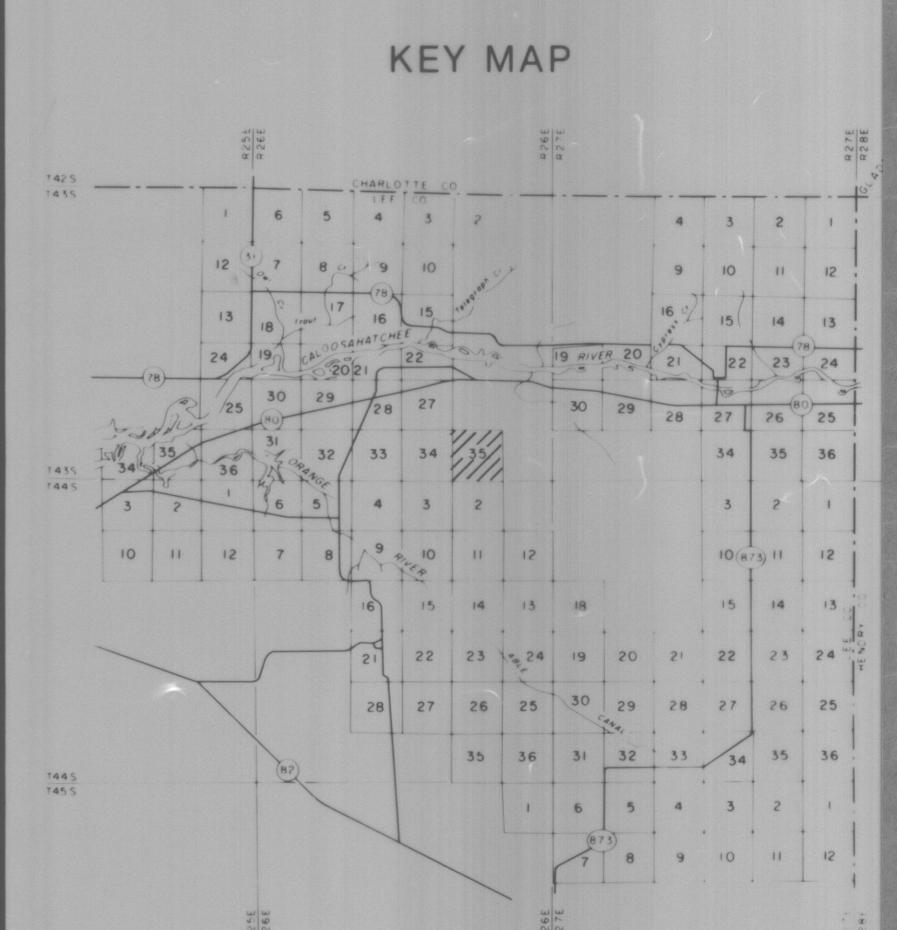 KEY MAP
R25E R26E
R26E R27E
R27E R28E
T42S
T43S
CHARLOTTE CO
LEE CO
1 6 5 4 3 2 4 3 2 1
31
12 7 8 9 10 9 10 11 12
78
Telegraph Cr
13 18 17 16 15 16 15 14 13
Trout
Cypress Cr
CALOOSAHATCHEE RIVER
78
24 19 20 21 22 19 20 21 22 23 24
78
25 30 29 28 27 30 29 28 27 26 25
80
80
34 35 36 31 32 33 34 35 34 35 36
T43S
T44S
ORANGE RIVER
3 2 1 6 5 4 3 2 3 2 1
10 11 12 7 8 9 10 11 12 10 11 12
873
16 15 14 13 18 15 14 13
HENDRY CO
21 22 23 24 19 20 21 22 23 24
ABLE CANAL
28 27 26 25 30 29 28 27 26 25
35 36 31 32 33 34 35 36
82
T44S
T45S
1 6 5 4 3 2 1
873
7 8 9 10 11 12